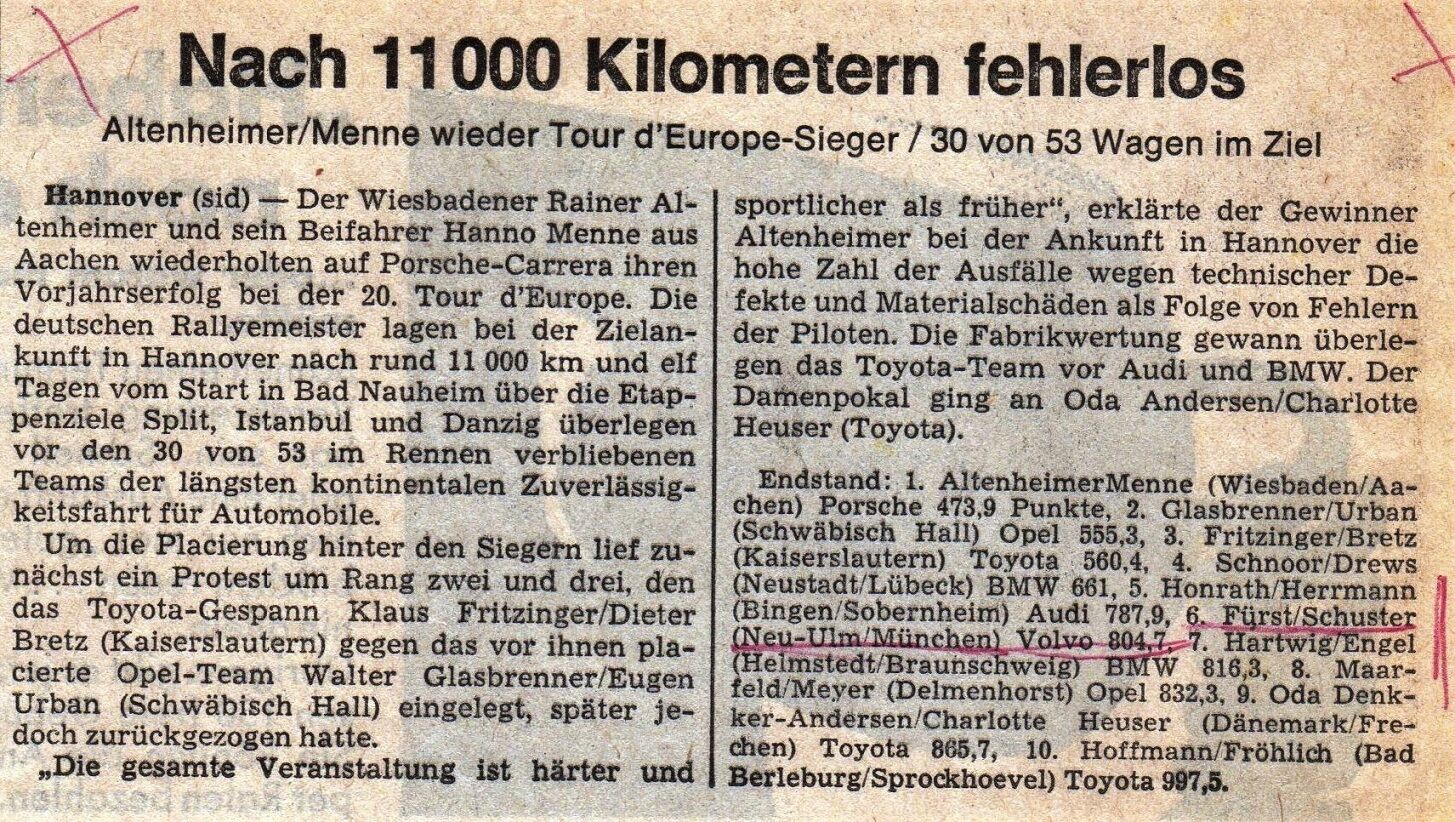 Nach 11 000 Kilometern fehlerlos
Altenheimer/Menne wieder Tour d'Europe-Sieger / 30 von 53 Wagen im Ziel
Hannover (sid) — Der Wiesbadener Rainer Al-
tenheimer und sein Beifahrer Hanno Menne aus
Aachen wiederholten auf Porsche-Carrera ihren
Vorjahrserfolg bei der 20. Tour d'Europe. Die
deutschen Rallyemeister lagen bei der Zielan-
kunft in Hannover nach rund 11 000 km und elf
Tagen vom Start in Bad Nauheim über die Etap-
penziele Split, Istanbul und Danzig überlegen
vor den 30 von 53 im Rennen verbliebenen
Teams der längsten kontinentalen Zuverlässig-
keitsfahrt für Automobile.
Um die Placierung hinter den Siegern lief zu-
nächst ein Protest um Rang zwei und drei, den
das Toyota-Gespann Klaus Fritzinger/Dieter
Bretz (Kaiserslautern) gegen das vor ihnen pla-
cierte Opel-Team Walter Glasbrenner/Eugen
Urban (Schwäbisch Hall) eingelegt, später je-
doch zurückgezogen hatte.
„Die gesamte Veranstaltung ist härter und
sportlicher als früher“, erklärte der Gewinner
Altenheimer bei der Ankunft in Hannover die
hohe Zahl der Ausfälle wegen technischer De-
fekte und Materialschäden als Folge von Fehlern
der Piloten. Die Fabrikwertung gewann überle-
gen das Toyota-Team vor Audi und BMW. Der
Damenpokal ging an Oda Andersen/Charlotte
Heuser (Toyota).
Endstand: 1. AltenheimerMenne (Wiesbaden/Aa-
chen) Porsche 473,9 Punkte, 2. Glasbrenner/Urban
(Schwäbisch Hall) Opel 555,3, 3. Fritzinger/Bretz
(Kaiserslautern) Toyota 560,4, 4. Schnoor/Drews
(Neustadt/Lübeck) BMW 661, 5. Honrath/Herrmann
(Bingen/Sobernheim) Audi 787,9, 6. Fürst/Schuster
(Neu-Ulm/München) Volvo 804,7, 7. Hartwig/Engel
(Helmstedt/Braunschweig) BMW 816,3, 8. Maar-
feld/Meyer (Delmenhorst) Opel 832,3, 9. Oda Denk-
ker-Andersen/Charlotte Heuser (Dänemark/Fre-
chen) Toyota 865,7, 10. Hoffmann/Fröhlich (Bad
Berleburg/Sprockhoevel) Toyota 997,5.